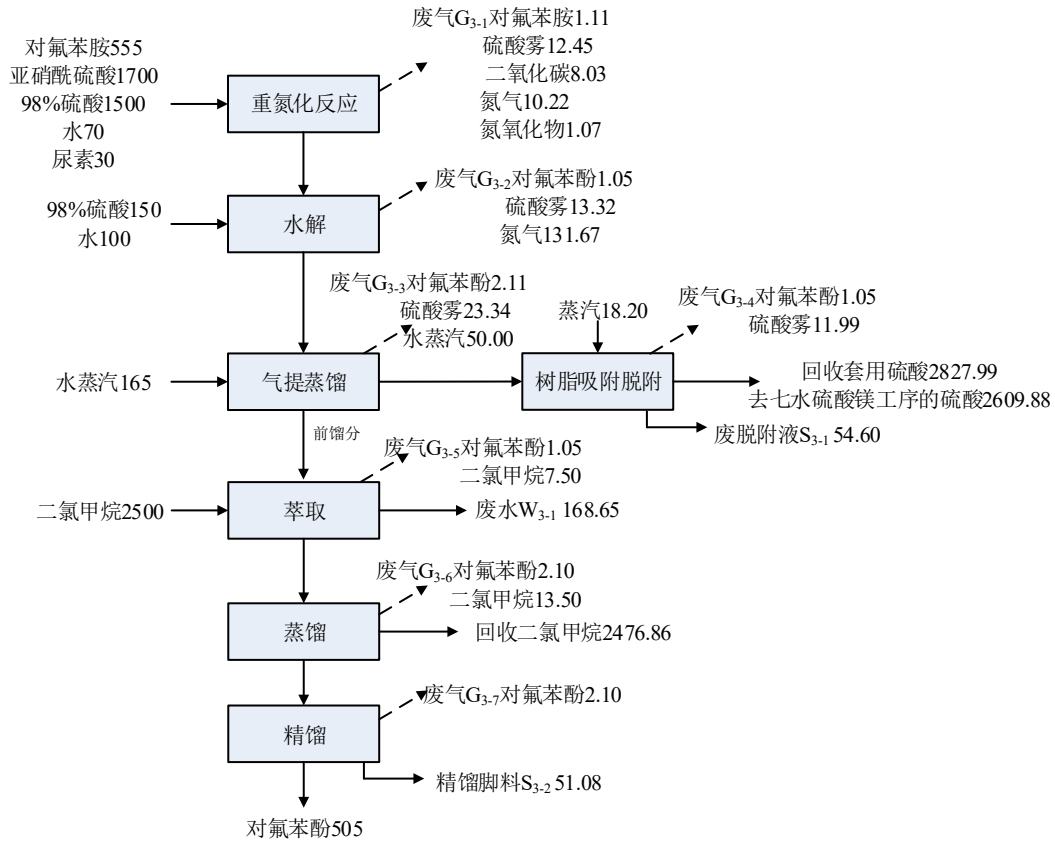 废气G3-1对氟苯胺1.11
硫酸雾12.45
二氧化碳8.03
氮气10.22
氮氧化物1.07
对氟苯胺555
亚硝酰硫酸1700
98%硫酸1500
水70
尿素30
重氮化反应
废气G3-2对氟苯酚1.05
硫酸雾13.32
氮气131.67
98%硫酸150
水100
水解
废气G3-3对氟苯酚2.11
硫酸雾23.34
水蒸汽50.00
蒸汽18.20
废气G3-4对氟苯酚1.05
硫酸雾11.99
水蒸汽165
气提蒸馏
树脂吸附脱附
回收套用硫酸2827.99
去七水硫酸镁工序的硫酸2609.88
废脱附液S3-1 54.60
前馏分
废气G3-5对氟苯酚1.05
二氯甲烷7.50
二氯甲烷2500
萃取
废水W3-1 168.65
废气G3-6对氟苯酚2.10
二氯甲烷13.50
蒸馏
回收二氯甲烷2476.86
废气G3-7对氟苯酚2.10
精馏
精馏脚料S3-2 51.08
对氟苯酚505